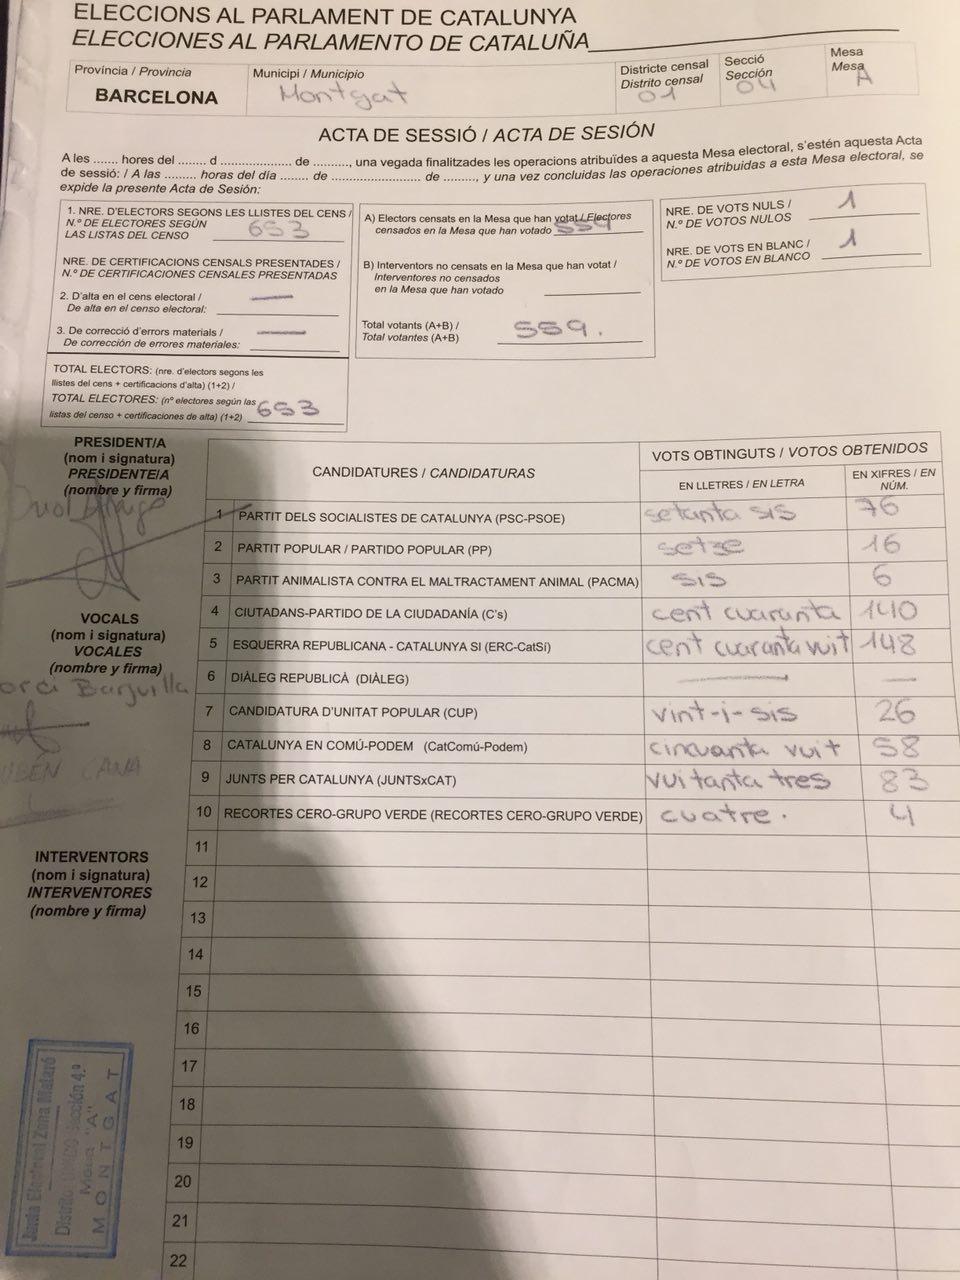 ELECCIONS AL PARLAMENT DE CATALUNYA
ELECCIONES AL PARLAMENTO DE CATALUÑA
Província / Provincia
BARCELONA
Municipi / Municipio
Montgat
Districte censal
Distrito censal
01
Secció
Sección
04
Mesa
Mesa
A
ACTA DE SESSIÓ / ACTA DE SESIÓN
A les ....... hores del ........ d .................... de .........., una vegada finalitzades les operacions atribuïdes a aquesta Mesa electoral, s'estén aquesta Acta
de sessió: / A las ......... horas del día ........ de ......................... de ........., y una vez concluidas las operaciones atribuidas a esta Mesa electoral, se
expide la presente Acta de Sesión:
1. NRE. D'ELECTORS SEGONS LES LLISTES DEL CENS /
N.º DE ELECTORES SEGÚN
LAS LISTAS DEL CENSO 653
NRE. DE CERTIFICACIONS CENSALS PRESENTADES /
N.º DE CERTIFICACIONES CENSALES PRESENTADAS
2. D'alta en el cens electoral / —
De alta en el censo electoral:
3. De correcció d'errors materials / —
De corrección de errores materiales:
TOTAL ELECTORS: (nre. d'electors segons les
llistes del cens + certificacions d'alta) (1+2) /
TOTAL ELECTORES: (nº electores según las
listas del censo + certificaciones de alta) (1+2) 653
A) Electors censats en la Mesa que han votat / Electores
censados en la Mesa que han votado 559
B) Interventors no censats en la Mesa que han votat /
Interventores no censados
en la Mesa que han votado
Total votants (A+B) /
Total votantes (A+B) 559.
NRE. DE VOTS NULS /
N.º DE VOTOS NULOS 1
NRE. DE VOTS EN BLANC /
N.º DE VOTOS EN BLANCO 1
PRESIDENT/A
(nom i signatura)
PRESIDENTE/A
(nombre y firma)
VOCALS
(nom i signatura)
VOCALES
(nombre y firma)
INTERVENTORS
(nom i signatura)
INTERVENTORES
(nombre y firma)
CANDIDATURES / CANDIDATURAS
VOTS OBTINGUTS / VOTOS OBTENIDOS
EN LLETRES / EN LETRA
EN XIFRES / EN
NÚM.
1 PARTIT DELS SOCIALISTES DE CATALUNYA (PSC-PSOE) setanta sis 76
2 PARTIT POPULAR / PARTIDO POPULAR (PP) setze 16
3 PARTIT ANIMALISTA CONTRA EL MALTRACTAMENT ANIMAL (PACMA) sis 6
4 CIUTADANS-PARTIDO DE LA CIUDADANÍA (C's) cent cuaranta 140
5 ESQUERRA REPUBLICANA - CATALUNYA SI (ERC-CatSí) cent cuaranta vuit 148
6 DIÀLEG REPUBLICÀ (DIÀLEG) — —
7 CANDIDATURA D'UNITAT POPULAR (CUP) vint-i-sis 26
8 CATALUNYA EN COMÚ-PODEM (CatComú-Podem) cincuanta vuit 58
9 JUNTS PER CATALUNYA (JUNTSxCAT) vuitanta tres 83
10 RECORTES CERO-GRUPO VERDE (RECORTES CERO-GRUPO VERDE) cuatre. 4
11
12
13
14
15
16
17
18
19
20
21
22
Junta Electoral Zona Mataró
Distrito Sección 4.ª
Mesa "A"
MONTGAT